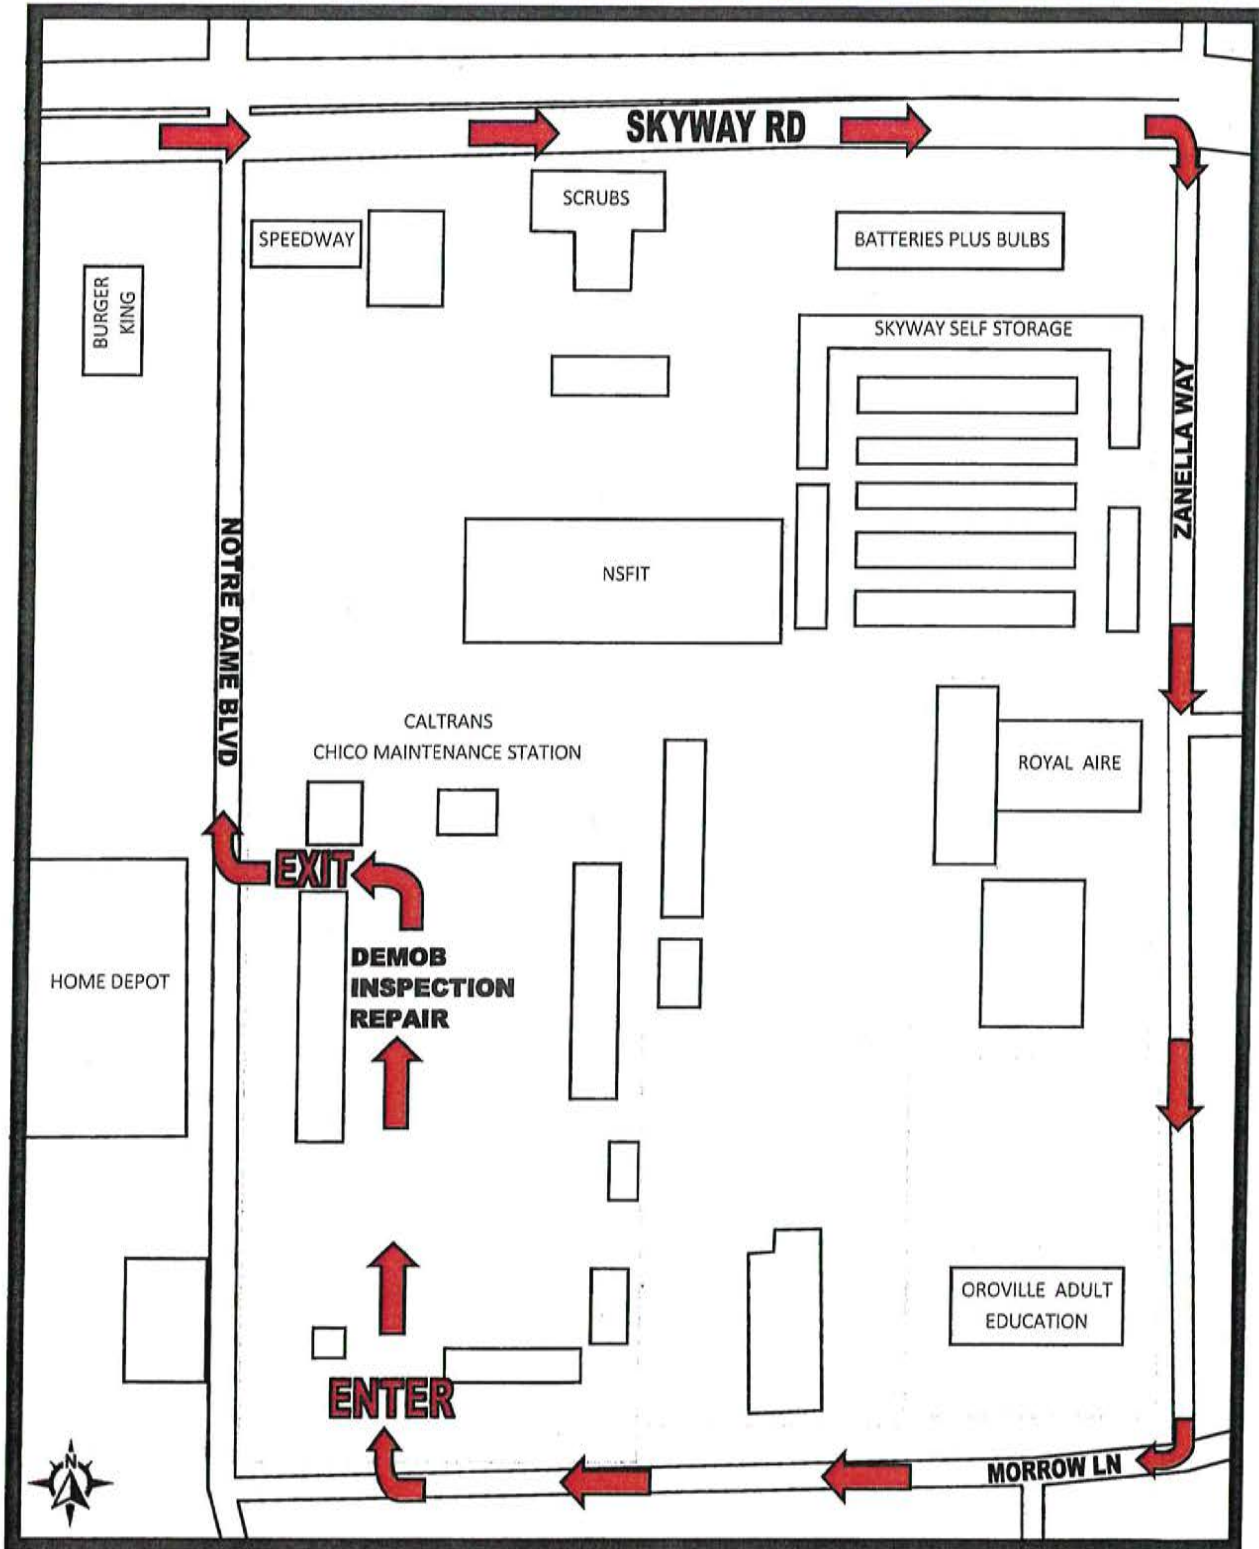 SKYWAY RD
SCRUBS
SPEEDWAY
BATTERIES PLUS BULBS
BURGER
KING
SKYWAY SELF STORAGE
ZANELLA WAY
NOTRE DAME BLVD
NSFIT
CALTRANS
CHICO MAINTENANCE STATION
ROYAL AIRE
EXIT
DEMOB
INSPECTION
REPAIR
HOME DEPOT
OROVILLE ADULT
EDUCATION
ENTER
MORROW LN
N